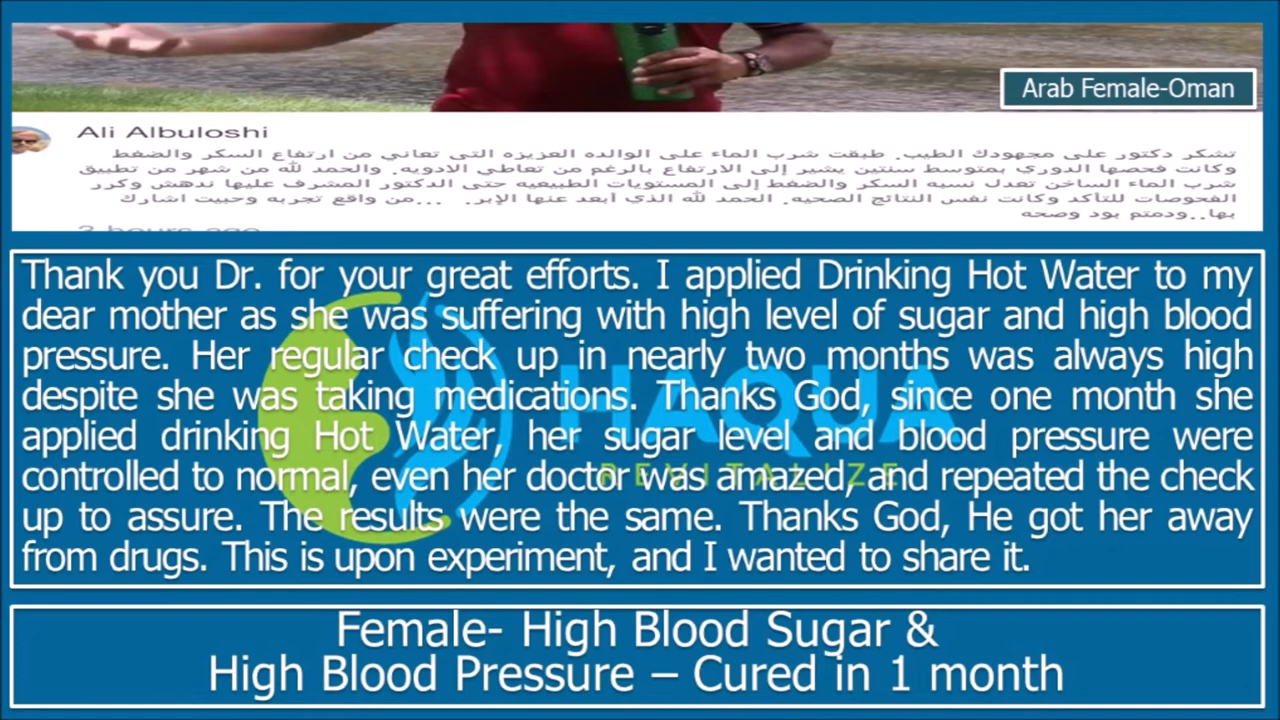 Arab Female-Oman
Ali Albuloshi
تشكر دكتور على مجهودك الطيب. طبقت شرب الماء على الوالده العزيزه التى تعاني من ارتفاع السكر والضغط
وكانت فحصها الدوري بمتوسط سنتين يشير إلى الارتفاع بالرغم من تعاطي الادويه. والحمد لله من شهر من تطبيق
شرب الماء الساخن تعدل نسبه السكر والضغط إلى المستويات الطبيعيه حتى الدكتور المشرف عليها ندهش وكرر
الفحوصات للتأكد وكانت نفس النتائج الصحيه. الحمد لله الذي أبعد عنها الإبر. ...من واقع تجربه وحبيت اشارك
بها..ودمتم بود وصحه
Thank you Dr. for your great efforts. I applied Drinking Hot Water to my
dear mother as she was suffering with high level of sugar and high blood
pressure. Her regular check up in nearly two months was always high
despite she was taking medications. Thanks God, since one month she
applied drinking Hot Water, her sugar level and blood pressure were
controlled to normal, even her doctor was amazed, and repeated the check
up to assure. The results were the same. Thanks God, He got her away
from drugs. This is upon experiment, and I wanted to share it.
HAQUA
REVITALIZE
Female- High Blood Sugar &
High Blood Pressure – Cured in 1 month